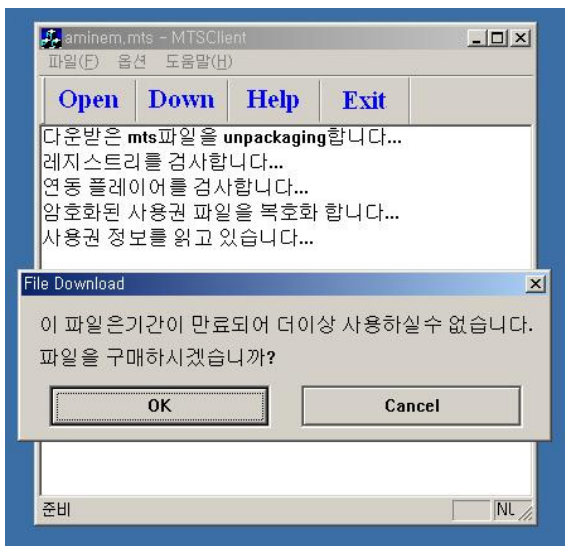 aminem.mts - MTSClient
파일(F) 옵션 도움말(H)
Open Down Help Exit
다운받은 mts파일을 unpackaging합니다...
레지스트리를 검사합니다...
연동 플레이어를 검사합니다...
암호화된 사용권 파일을 복호화 합니다...
사용권 정보를 읽고 있습니다...
File Download
이 파일은기간이 만료되어 더이상 사용하실수 없습니다.
파일을 구매하시겠습니까?
OK Cancel
준비 NL